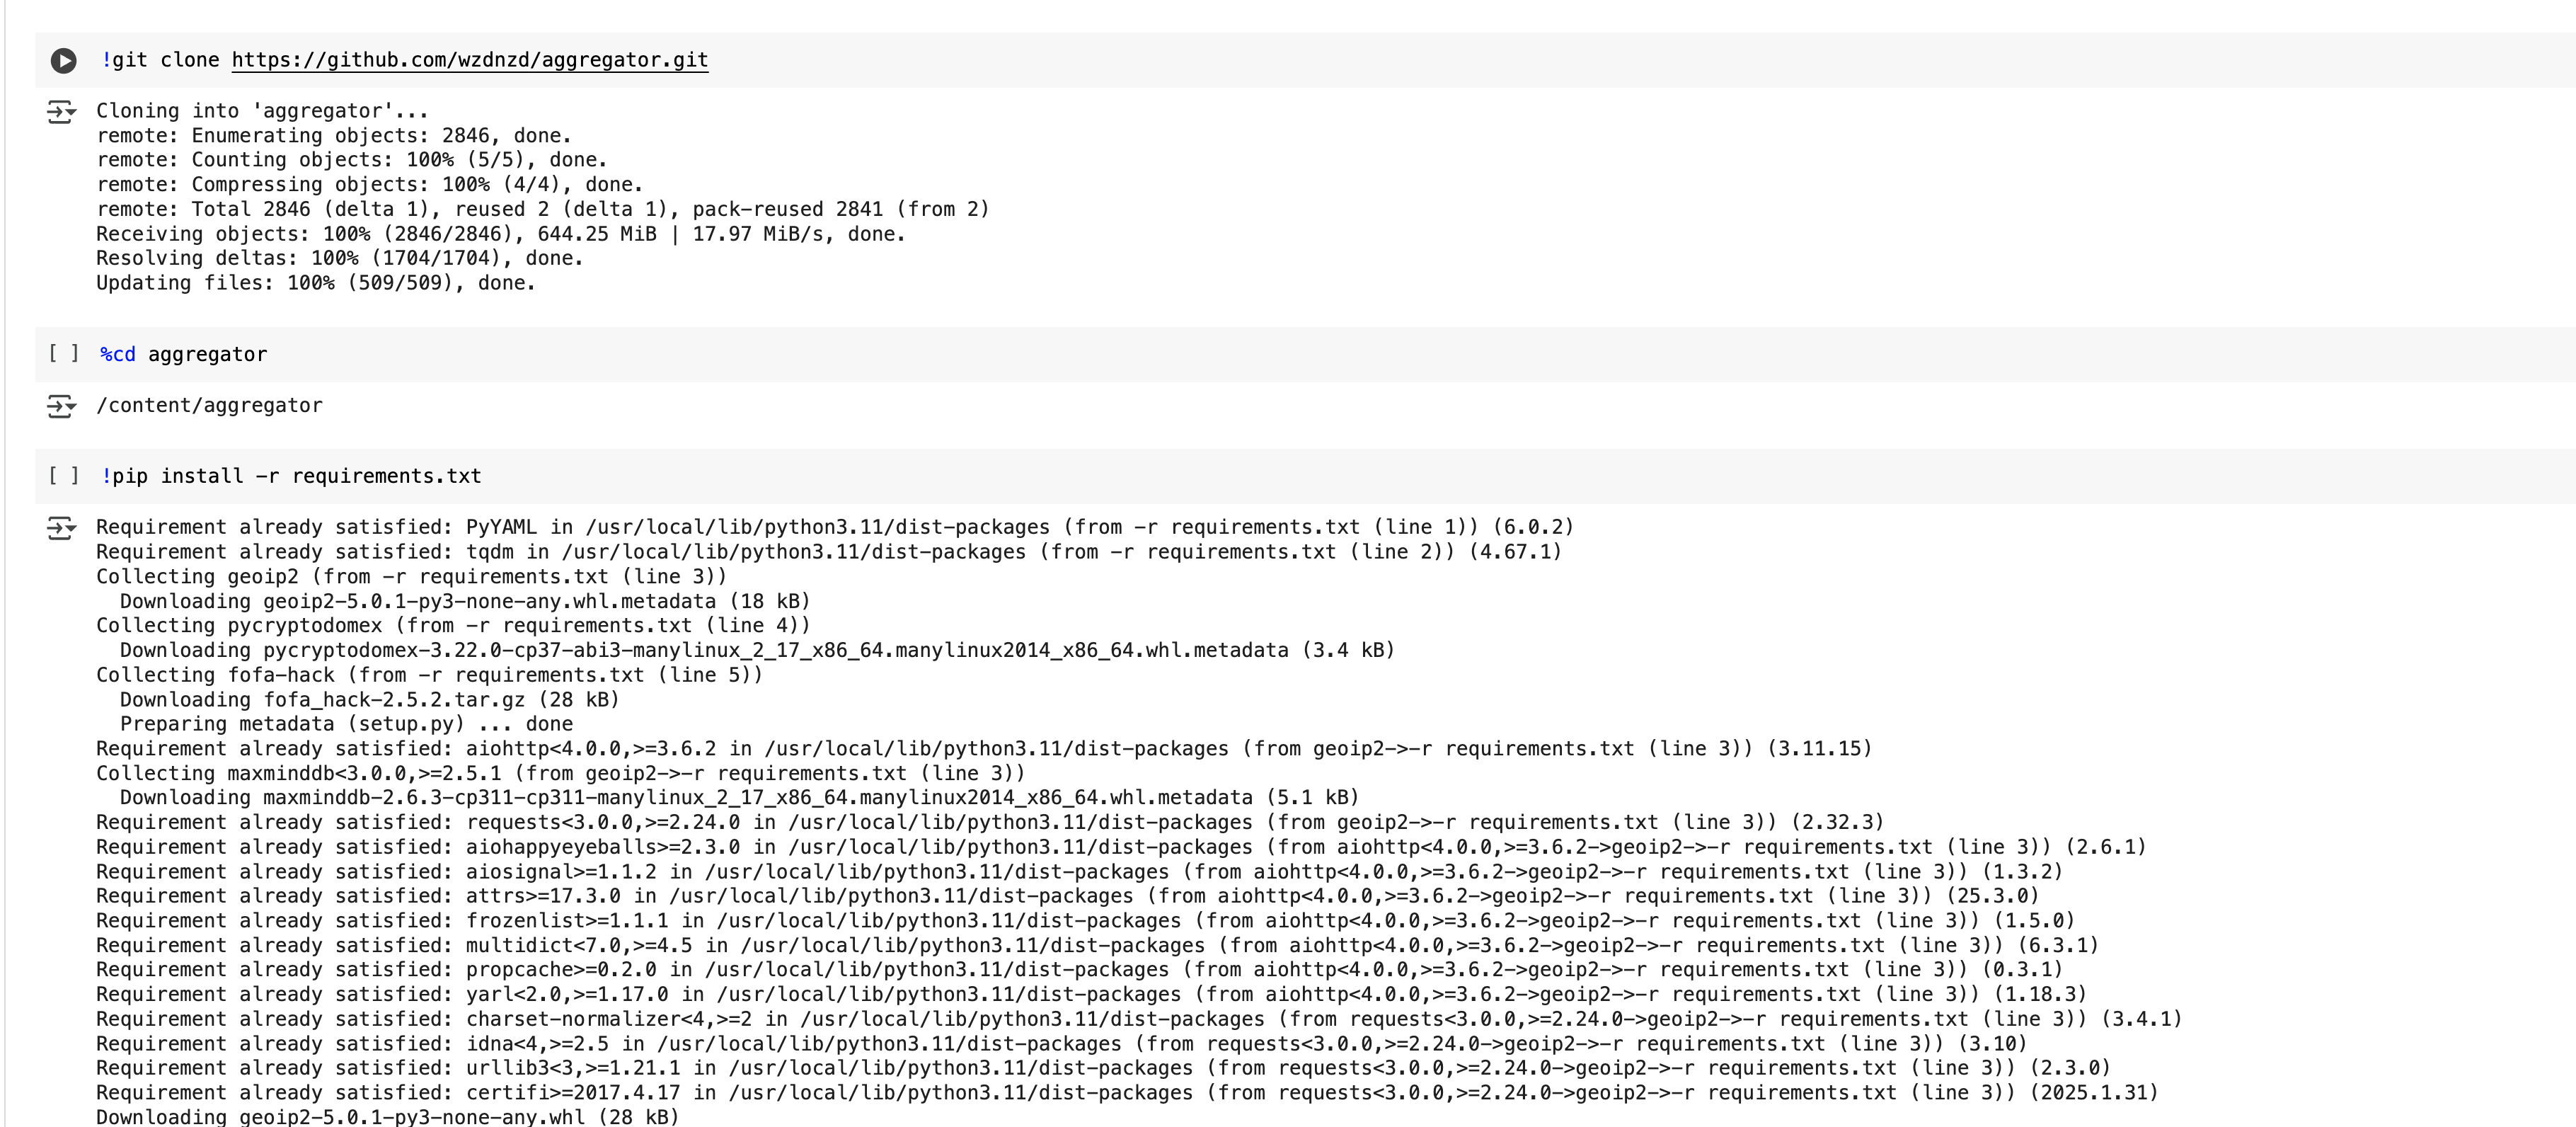 !git clone https://github.com/wzdnzd/aggregator.git
Cloning into 'aggregator'...
remote: Enumerating objects: 2846, done.
remote: Counting objects: 100% (5/5), done.
remote: Compressing objects: 100% (4/4), done.
remote: Total 2846 (delta 1), reused 2 (delta 1), pack-reused 2841 (from 2)
Receiving objects: 100% (2846/2846), 644.25 MiB | 17.97 MiB/s, done.
Resolving deltas: 100% (1704/1704), done.
Updating files: 100% (509/509), done.
[ ] %cd aggregator
/content/aggregator
[ ] !pip install -r requirements.txt
Requirement already satisfied: PyYAML in /usr/local/lib/python3.11/dist-packages (from -r requirements.txt (line 1)) (6.0.2)
Requirement already satisfied: tqdm in /usr/local/lib/python3.11/dist-packages (from -r requirements.txt (line 2)) (4.67.1)
Collecting geoip2 (from -r requirements.txt (line 3))
  Downloading geoip2-5.0.1-py3-none-any.whl.metadata (18 kB)
Collecting pycryptodomex (from -r requirements.txt (line 4))
  Downloading pycryptodomex-3.22.0-cp37-abi3-manylinux_2_17_x86_64.manylinux2014_x86_64.whl.metadata (3.4 kB)
Collecting fofa-hack (from -r requirements.txt (line 5))
  Downloading fofa_hack-2.5.2.tar.gz (28 kB)
  Preparing metadata (setup.py) ... done
Requirement already satisfied: aiohttp<4.0.0,>=3.6.2 in /usr/local/lib/python3.11/dist-packages (from geoip2->-r requirements.txt (line 3)) (3.11.15)
Collecting maxminddb<3.0.0,>=2.5.1 (from geoip2->-r requirements.txt (line 3))
  Downloading maxminddb-2.6.3-cp311-cp311-manylinux_2_17_x86_64.manylinux2014_x86_64.whl.metadata (5.1 kB)
Requirement already satisfied: requests<3.0.0,>=2.24.0 in /usr/local/lib/python3.11/dist-packages (from geoip2->-r requirements.txt (line 3)) (2.32.3)
Requirement already satisfied: aiohappyeyeballs>=2.3.0 in /usr/local/lib/python3.11/dist-packages (from aiohttp<4.0.0,>=3.6.2->geoip2->-r requirements.txt (line 3)) (2.6.1)
Requirement already satisfied: aiosignal>=1.1.2 in /usr/local/lib/python3.11/dist-packages (from aiohttp<4.0.0,>=3.6.2->geoip2->-r requirements.txt (line 3)) (1.3.2)
Requirement already satisfied: attrs>=17.3.0 in /usr/local/lib/python3.11/dist-packages (from aiohttp<4.0.0,>=3.6.2->geoip2->-r requirements.txt (line 3)) (25.3.0)
Requirement already satisfied: frozenlist>=1.1.1 in /usr/local/lib/python3.11/dist-packages (from aiohttp<4.0.0,>=3.6.2->geoip2->-r requirements.txt (line 3)) (1.5.0)
Requirement already satisfied: multidict<7.0,>=4.5 in /usr/local/lib/python3.11/dist-packages (from aiohttp<4.0.0,>=3.6.2->geoip2->-r requirements.txt (line 3)) (6.3.1)
Requirement already satisfied: propcache>=0.2.0 in /usr/local/lib/python3.11/dist-packages (from aiohttp<4.0.0,>=3.6.2->geoip2->-r requirements.txt (line 3)) (0.3.1)
Requirement already satisfied: yarl<2.0,>=1.17.0 in /usr/local/lib/python3.11/dist-packages (from aiohttp<4.0.0,>=3.6.2->geoip2->-r requirements.txt (line 3)) (1.18.3)
Requirement already satisfied: charset-normalizer<4,>=2 in /usr/local/lib/python3.11/dist-packages (from requests<3.0.0,>=2.24.0->geoip2->-r requirements.txt (line 3)) (3.4.1)
Requirement already satisfied: idna<4,>=2.5 in /usr/local/lib/python3.11/dist-packages (from requests<3.0.0,>=2.24.0->geoip2->-r requirements.txt (line 3)) (3.10)
Requirement already satisfied: urllib3<3,>=1.21.1 in /usr/local/lib/python3.11/dist-packages (from requests<3.0.0,>=2.24.0->geoip2->-r requirements.txt (line 3)) (2.3.0)
Requirement already satisfied: certifi>=2017.4.17 in /usr/local/lib/python3.11/dist-packages (from requests<3.0.0,>=2.24.0->geoip2->-r requirements.txt (line 3)) (2025.1.31)
Downloading geoip2-5.0.1-py3-none-any.whl (28 kB)